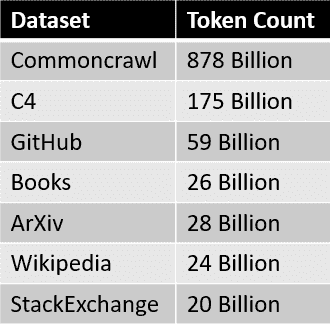 Dataset Token Count
Commoncrawl 878 Billion
C4 175 Billion
GitHub 59 Billion
Books 26 Billion
ArXiv 28 Billion
Wikipedia 24 Billion
StackExchange 20 Billion